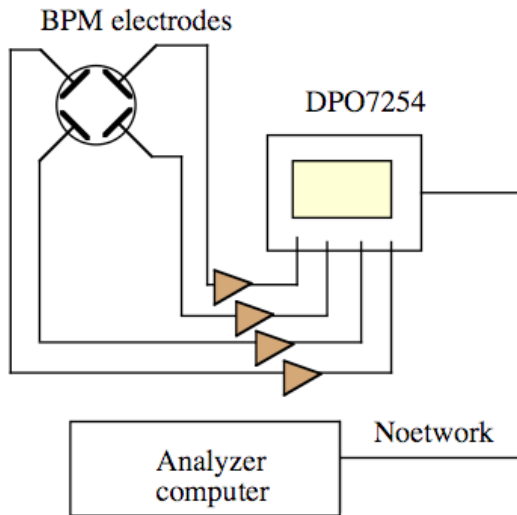 BPM electrodes
DPO7254
Noetwork
Analyzer
computer